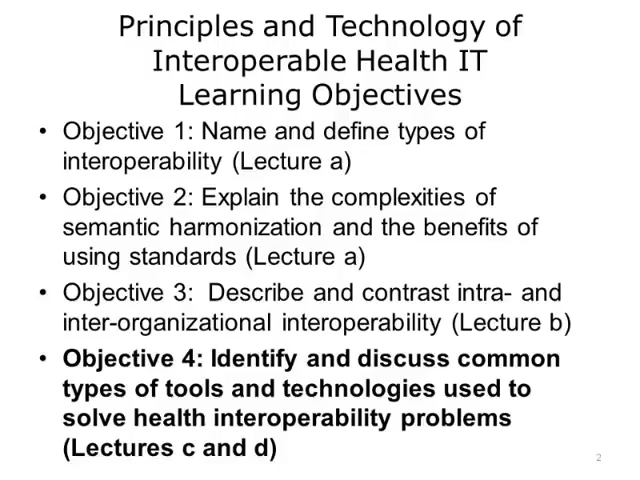 Principles and Technology of
Interoperable Health IT
Learning Objectives
• Objective 1: Name and define types of
interoperability (Lecture a)
• Objective 2: Explain the complexities of
semantic harmonization and the benefits of
using standards (Lecture a)
• Objective 3:  Describe and contrast intra- and
inter-organizational interoperability (Lecture b)
• Objective 4: Identify and discuss common
types of tools and technologies used to
solve health interoperability problems
(Lectures c and d)
2